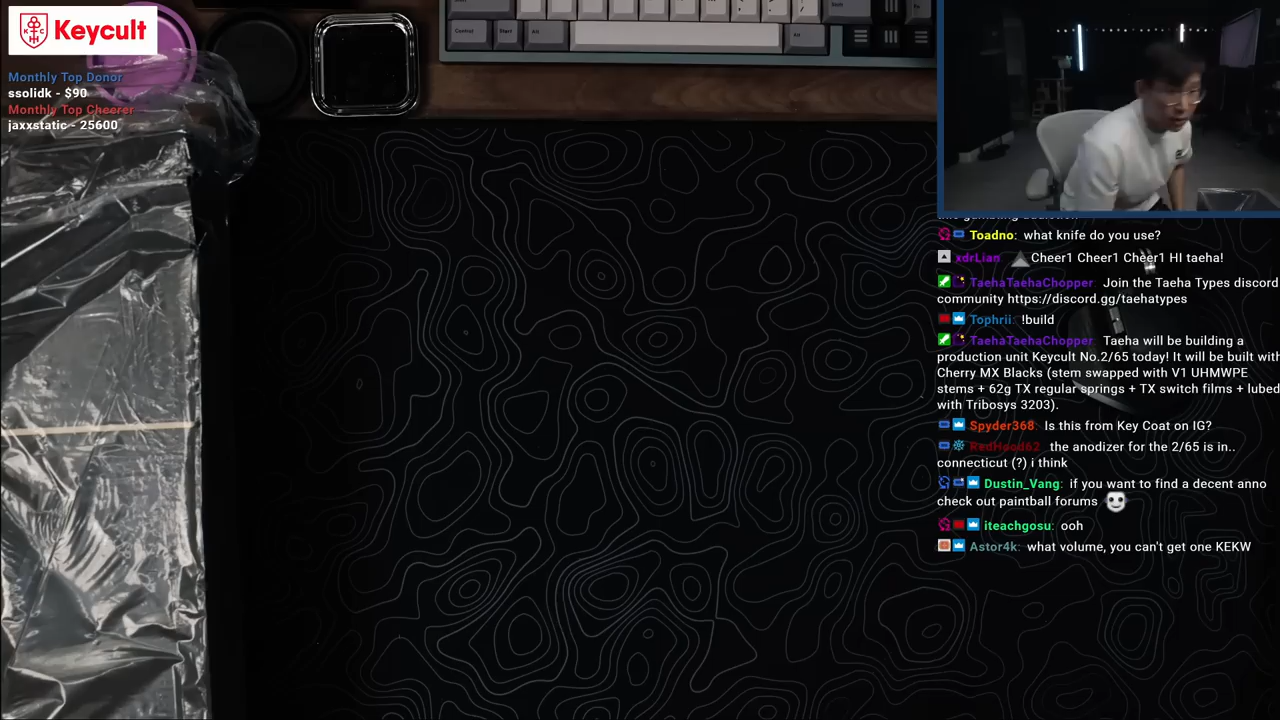 Keycult
Monthly Top Donor
ssolidk - $90
Monthly Top Cheerer
jaxxstatic - 25600
Control
Start
Alt
Alt
Toadno: what knife do you use?
xdrLian Cheer1 Cheer1 Cheer1 HI taeha!
TaehaTaehaChopper: Join the Taeha Types discord
community https://discord.gg/taehatypes
Tophrii: !build
TaehaTaehaChopper: Taeha will be building a
production unit Keycult No.2/65 today! It will be built with
Cherry MX Blacks (stem swapped with V1 UHMWPE
stems + 62g TX regular springs + TX switch films + lubed
with Tribosys 3203).
Spyder368: Is this from Key Coat on IG?
RedHood62 the anodizer for the 2/65 is in..
connecticut (?) i think
Dustin_Vang: if you want to find a decent anno
check out paintball forums
iteachgosu: ooh
Astor4k: what volume, you can't get one KEKW